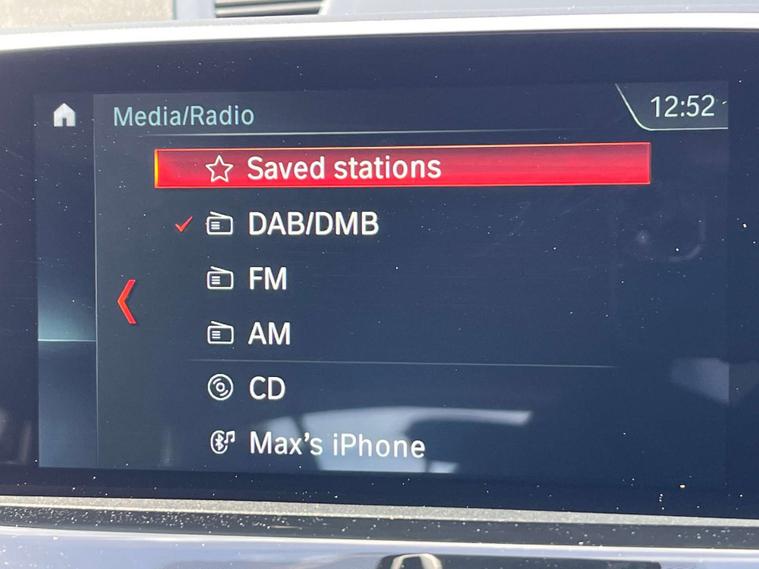 Media/Radio
12:52
Saved stations
DAB/DMB
FM
AM
CD
Max's iPhone